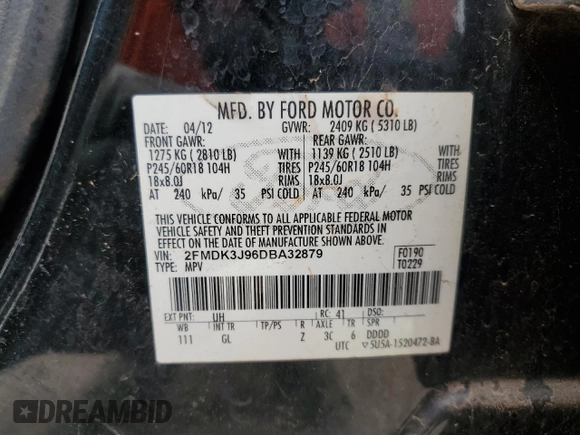 MFD. BY FORD MOTOR CO.
DATE: 04/12 GVWR: 2409 KG ( 5310 LB)
FRONT GAWR: REAR GAWR:
1275 KG ( 2810 LB) WITH 1139 KG ( 2510 LB) WITH
P245/60R18 104H TIRES P245/60R18 104H TIRES
18x8.0J RIMS 18x8.0J RIMS
AT 240 kPa/ 35 PSI COLD AT 240 kPa/ 35 PSI COLD
THIS VEHICLE CONFORMS TO ALL APPLICABLE FEDERAL MOTOR
VEHICLE SAFETY AND THEFT PREVENTION STANDARDS IN
EFFECT ON THE DATE OF MANUFACTURE SHOWN ABOVE.
VIN: 2FMDK3J96DBA32879 F0190
TYPE: MPV T0229
EXT PNT: UH RC: 41 DSO:
WB INT TR TP/PS R AXLE TR SPR
111 GL Z 3C 6 DDDD
UTC ▽5U5A-1520472-BA
DREAMBID